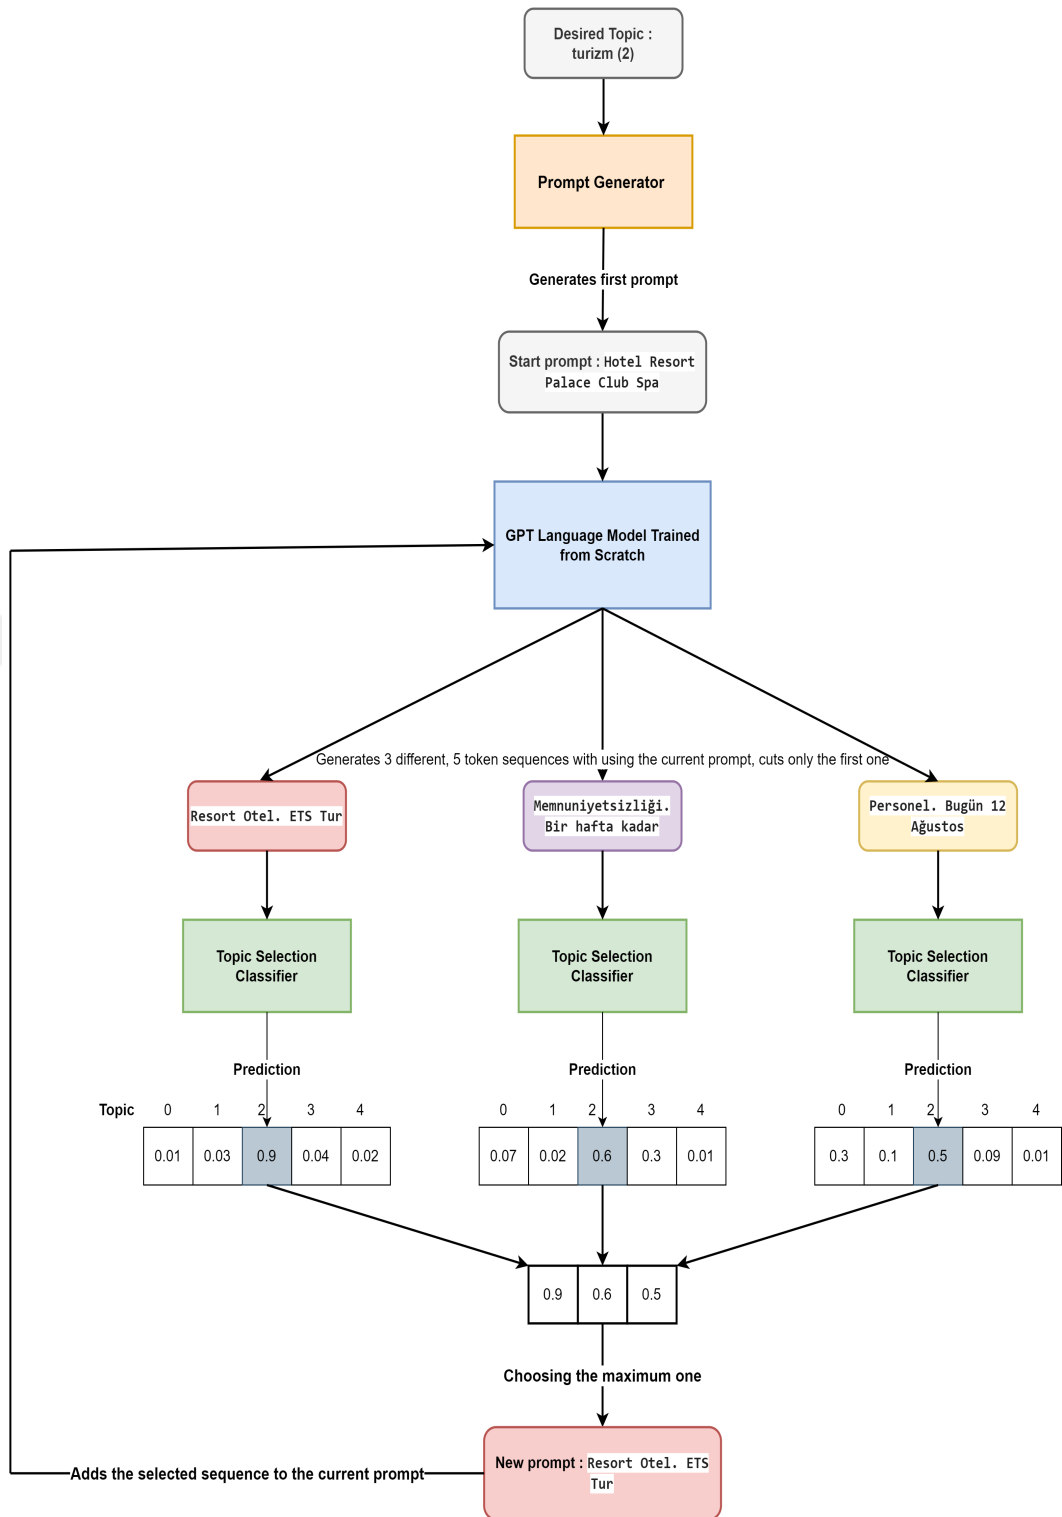 Desired Topic :
turizm (2)
Prompt Generator
Generates first prompt
Start prompt : Hotel Resort
Palace Club Spa
GPT Language Model Trained
from Scratch
Generates 3 different, 5 token sequences with using the current prompt, cuts only the first one
Resort Otel. ETS Tur
Memnuniyetsizliği.
Bir hafta kadar
Personel. Bugün 12
Ağustos
Topic Selection
Classifier
Topic Selection
Classifier
Topic Selection
Classifier
Prediction
Prediction
Prediction
Topic 0 1 2 3 4
0 1 2 3 4
0 1 2 3 4
0.01 0.03 0.9 0.04 0.02
0.07 0.02 0.6 0.3 0.01
0.3 0.1 0.5 0.09 0.01
0.9 0.6 0.5
Choosing the maximum one
New prompt : Resort Otel. ETS
Tur
Adds the selected sequence to the current prompt